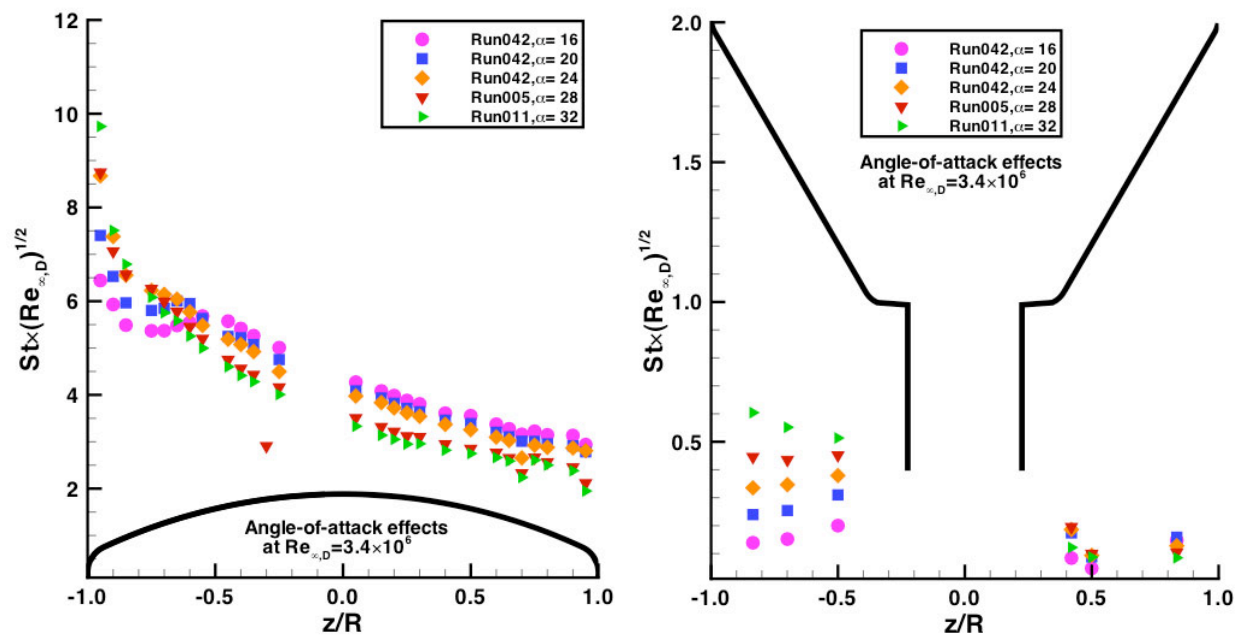 12
10
8
6
4
2
St×(Re∞,D)1/2
Run042,α= 16
Run042,α= 20
Run042,α= 24
Run005,α= 28
Run011,α= 32
Angle-of-attack effects
at Re∞,D=3.4×10⁶
-1.0 -0.5 0.0 0.5 1.0
z/R
2.0
1.5
1.0
0.5
St×(Re∞,D)1/2
Run042,α= 16
Run042,α= 20
Run042,α= 24
Run005,α= 28
Run011,α= 32
Angle-of-attack effects
at Re∞,D=3.4×10⁶
-1.0 -0.5 0.0 0.5 1.0
z/R